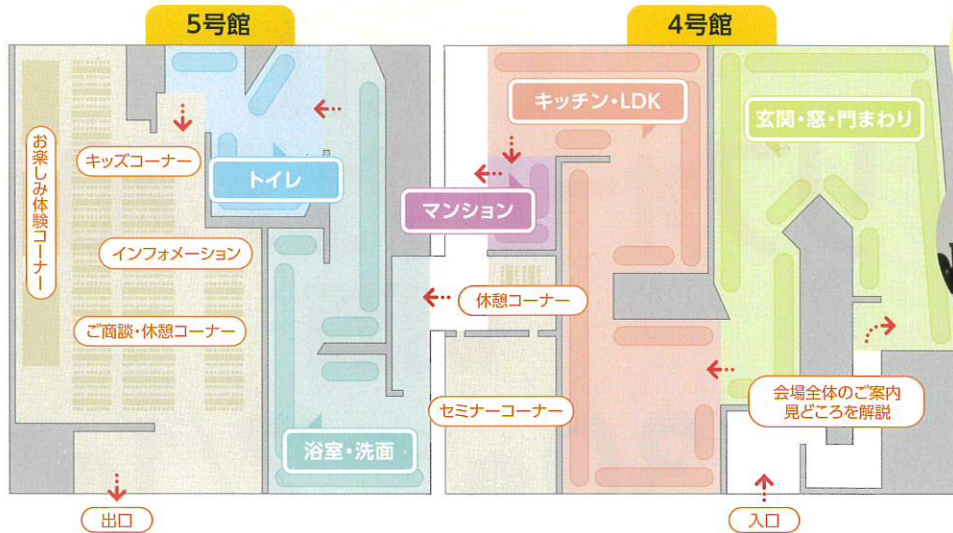 5号館
4号館
キッチン・LDK
玄関・窓・門まわり
お楽しみ体験コーナー
キッズコーナー
トイレ
マンション
インフォメーション
休憩コーナー
ご商談・休憩コーナー
会場全体のご案内
見どころを解説
セミナーコーナー
浴室・洗面
出口
入口